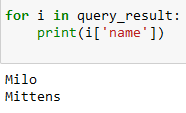 for i in query_result:
    print(i['name'])
Milo
Mittens